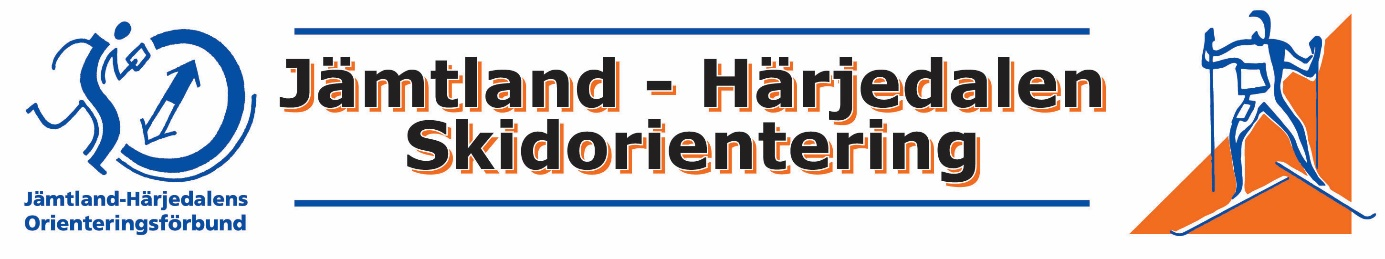 Jämtland - Härjedalen
Skidorientering
Jämtland-Härjedalens
Orienteringsförbund